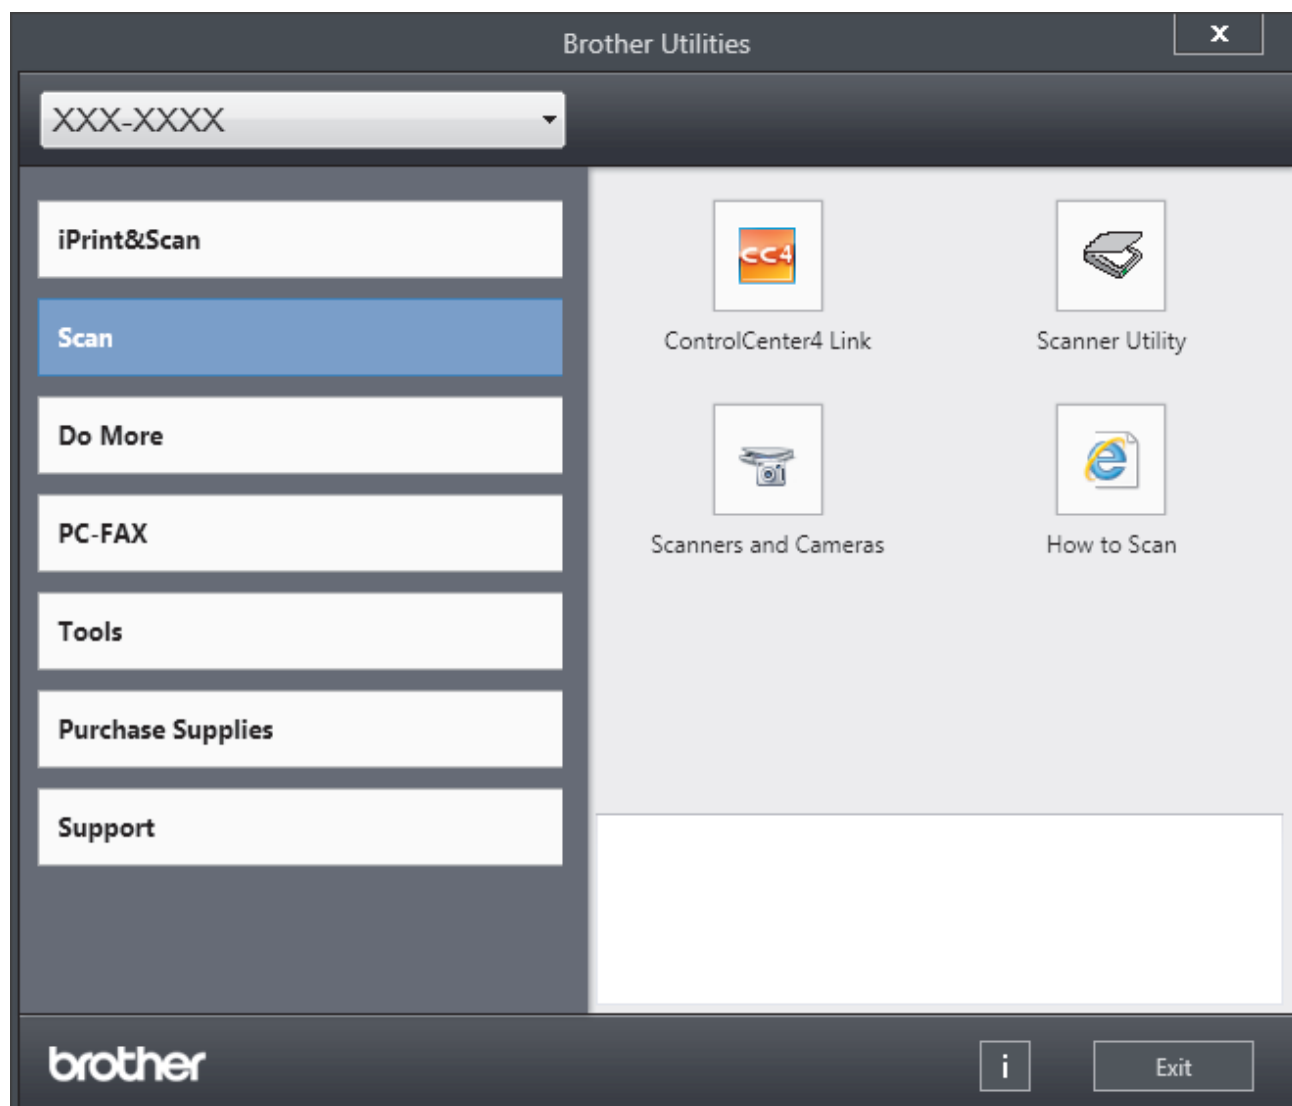 Brother Utilities
x
XXX-XXXX
iPrint&Scan
Scan
Do More
PC-FAX
Tools
Purchase Supplies
Support
CC4
ControlCenter4 Link
Scanner Utility
Scanners and Cameras
How to Scan
brother
i
Exit